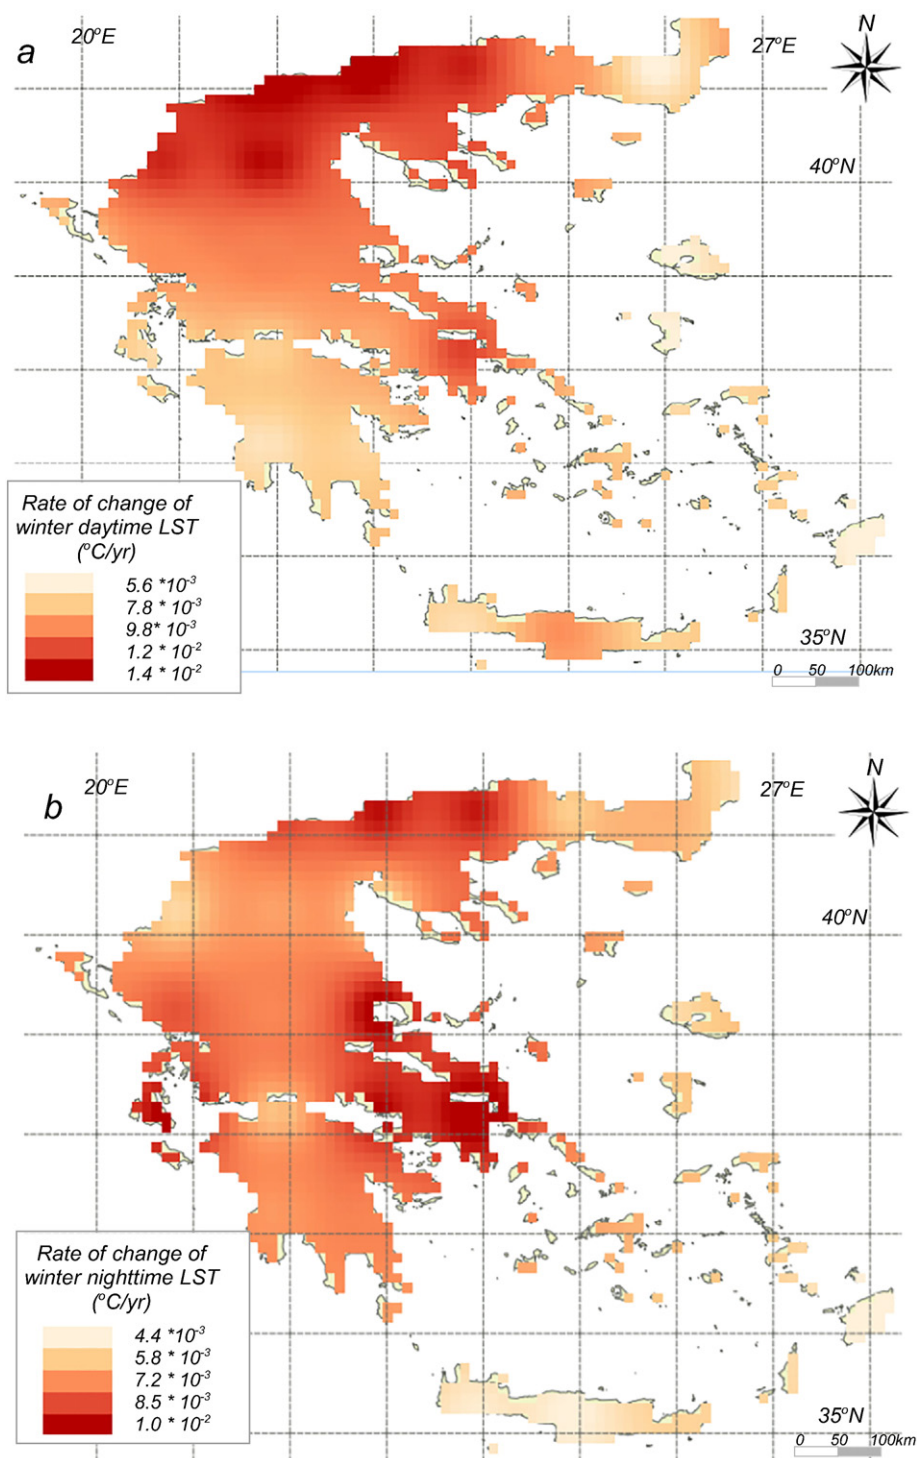 a
20°E
N
27°E
40°N
Rate of change of
winter daytime LST
(°C/yr)
5.6 *10-3
7.8 * 10-3
9.8* 10-3
1.2 * 10-2
1.4 * 10-2
35°N
0 50 100km
b
20°E
N
27°E
40°N
Rate of change of
winter nighttime LST
(°C/yr)
4.4 *10-3
5.8 * 10-3
7.2 * 10-3
8.5 * 10-3
1.0 * 10-2
35°N
0 50 100km